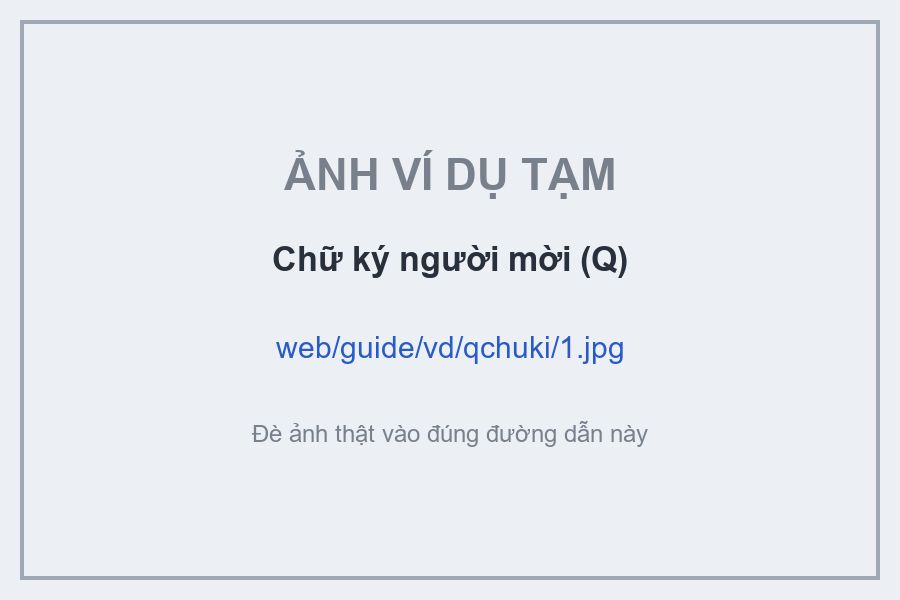 ẢNH VÍ DỤ TẠM
Chữ ký người mời (Q)
web/guide/vd/qchuki/1.jpg
Đè ảnh thật vào đúng đường dẫn này